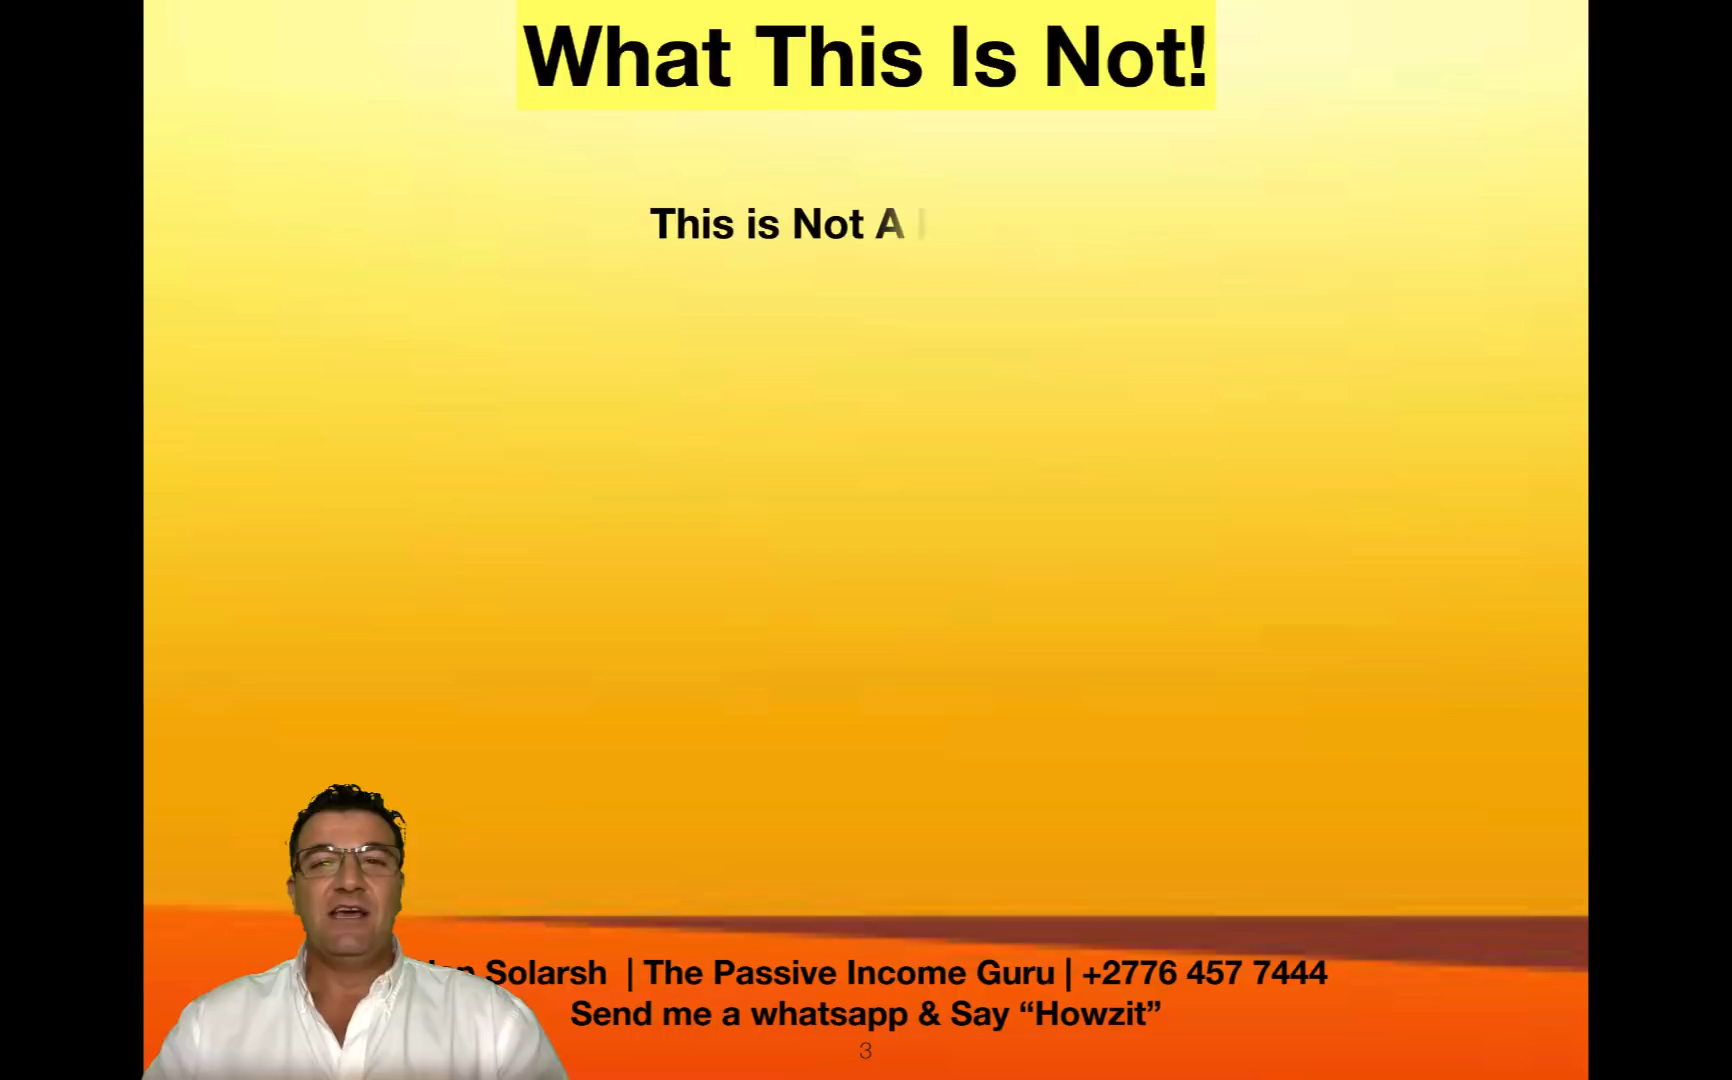 What This Is Not!
This is Not A
Solarsh | The Passive Income Guru | +2776 457 7444
Send me a whatsapp & Say “Howzit”
3